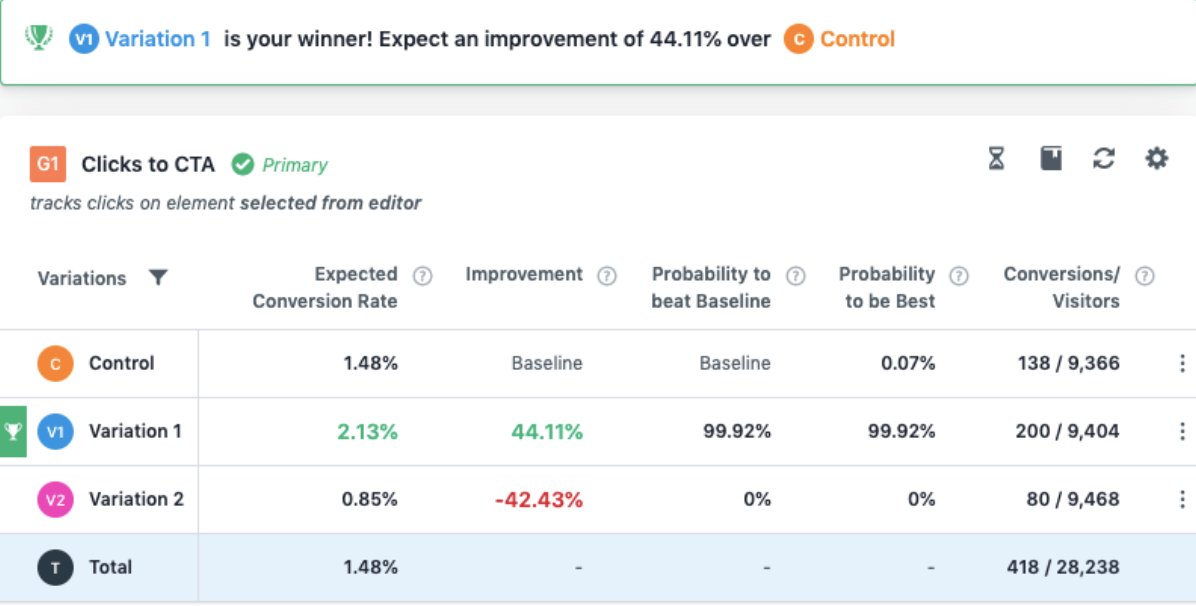 V1 Variation 1 is your winner! Expect an improvement of 44.11% over C Control
G1 Clicks to CTA Primary
tracks clicks on element selected from editor
Variations Expected ? Improvement ? Probability to ? Probability ? Conversions/ ?
Conversion Rate beat Baseline to be Best Visitors
C Control 1.48% Baseline Baseline 0.07% 138 / 9,366
V1 Variation 1 2.13% 44.11% 99.92% 99.92% 200 / 9,404
V2 Variation 2 0.85% -42.43% 0% 0% 80 / 9,468
T Total 1.48% - - - 418 / 28,238